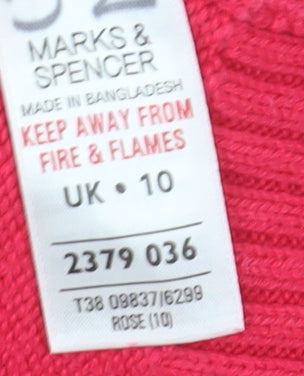 MARKS &
SPENCER
MADE IN BANGLADESH
KEEP AWAY FROM
FIRE & FLAMES
UK • 10
2379 036
T38 09837/6299
ROSE (10)